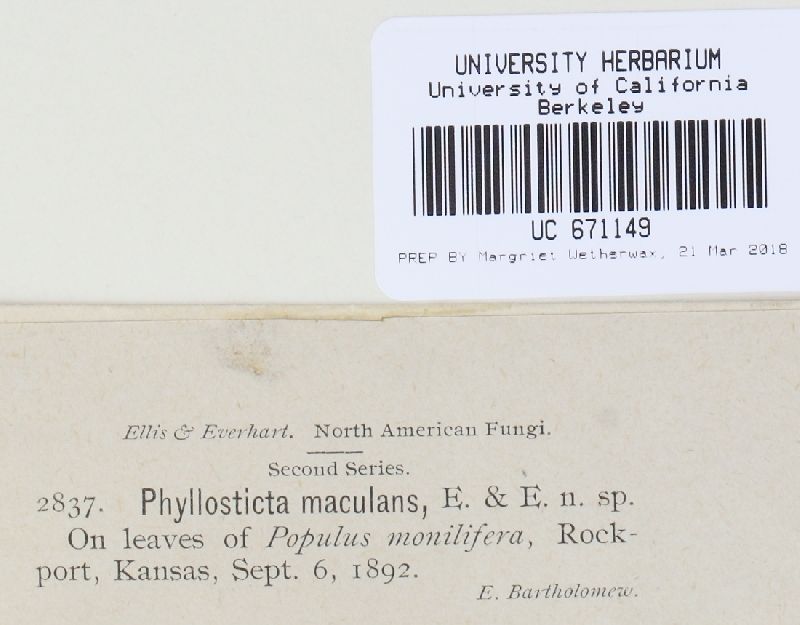 UNIVERSITY HERBARIUM
University of California
Berkeley
UC 671149
PREP BY Margriet Wetherwax, 21 Mar 2018
Ellis & Everhart. North American Fungi.
Second Series.
2837. Phyllosticta maculans, E. & E. n. sp.
On leaves of Populus monilifera, Rock-
port, Kansas, Sept. 6, 1892.
E. Bartholomew.